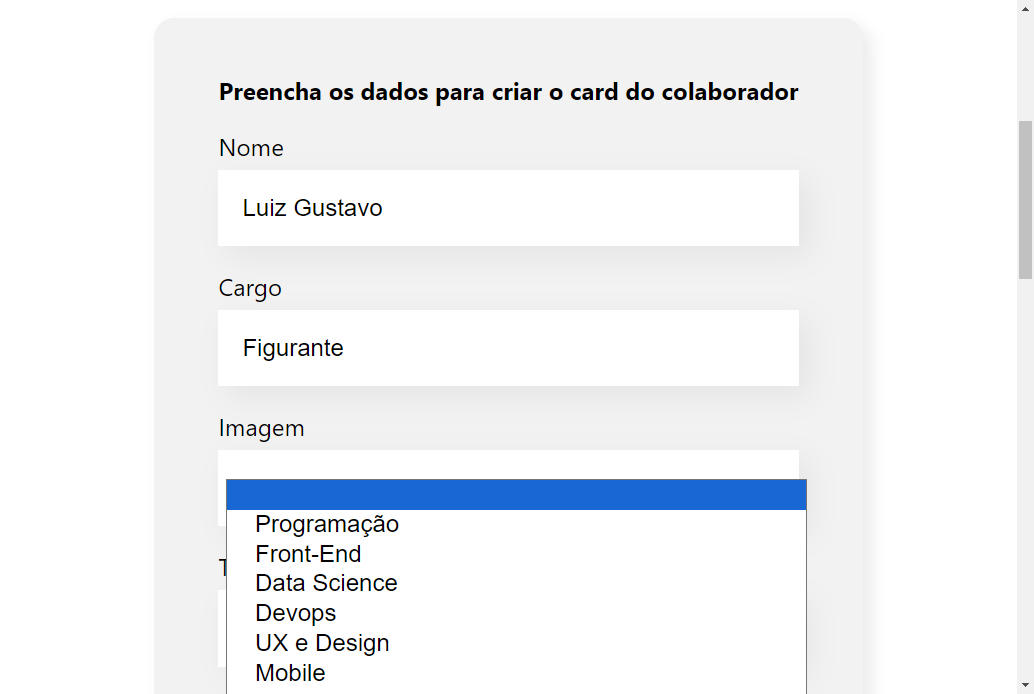 Preencha os dados para criar o card do colaborador
Nome
Luiz Gustavo
Cargo
Figurante
Imagem
Programação
Front-End
Data Science
Devops
UX e Design
Mobile